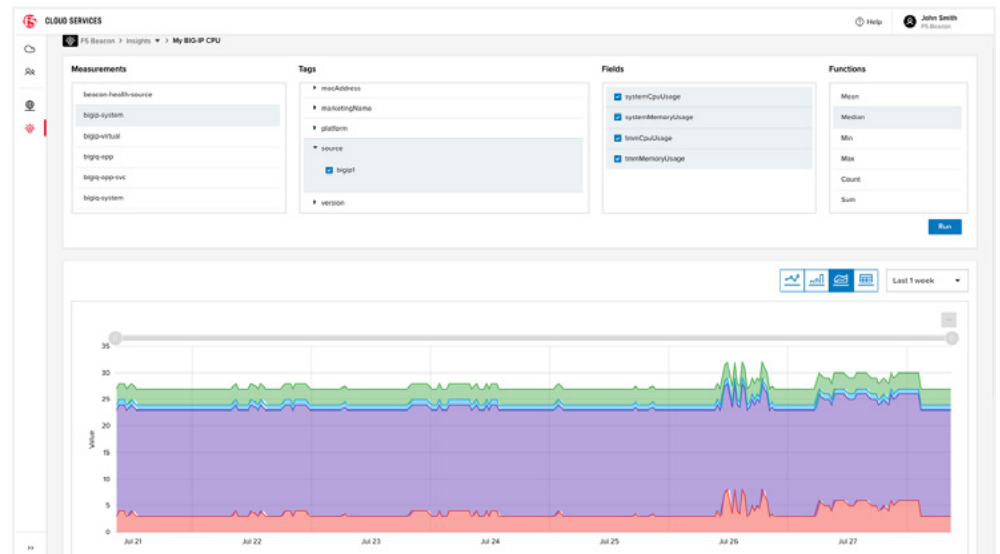 CLOUD SERVICES
Help
John Smith
F5 Beacon
F5 Beacon > Insights > My BIG-IP CPU
Measurements
beacon-health-source
bigip-system
bigip-virtual
bigiq-app
bigiq-app-svc
bigiq-system
Tags
macAddress
marketingName
platform
source
bigip1
version
Fields
systemCpuUsage
systemMemoryUsage
tmmCpuUsage
tmmMemoryUsage
Functions
Mean
Median
Min
Max
Count
Sum
Run
Last 1 week
35
30
25
20
15
10
5
0
Value
Jul 21
Jul 22
Jul 23
Jul 24
Jul 25
Jul 26
Jul 27